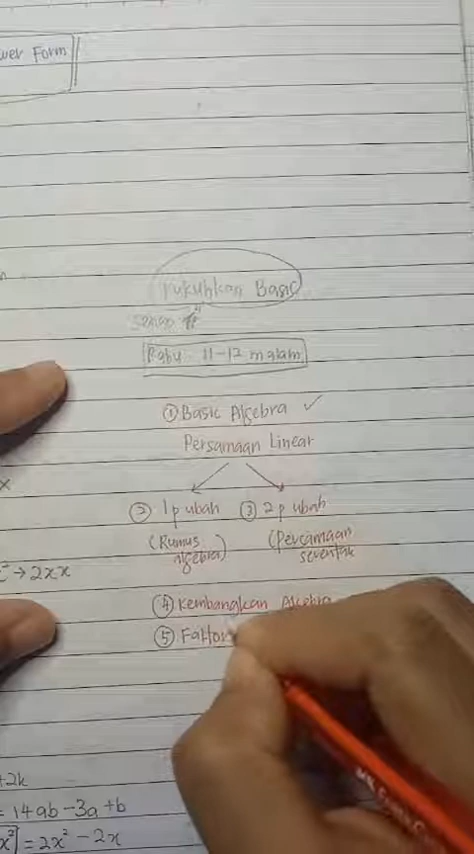 wer Form
Kukuhkan Basic
Rabu 11-12 malam
① Basic Algebra ✓
Persamaan Linear
② 1 p ubah ③ 2 p ubah
(Rumus algebra) (Persamaan serentak
x
→ 2xx
④ Kembangkan Algebra
⑤ Faktor
+2k
= 14ab - 3a + b
x²] = 2x² - 2x